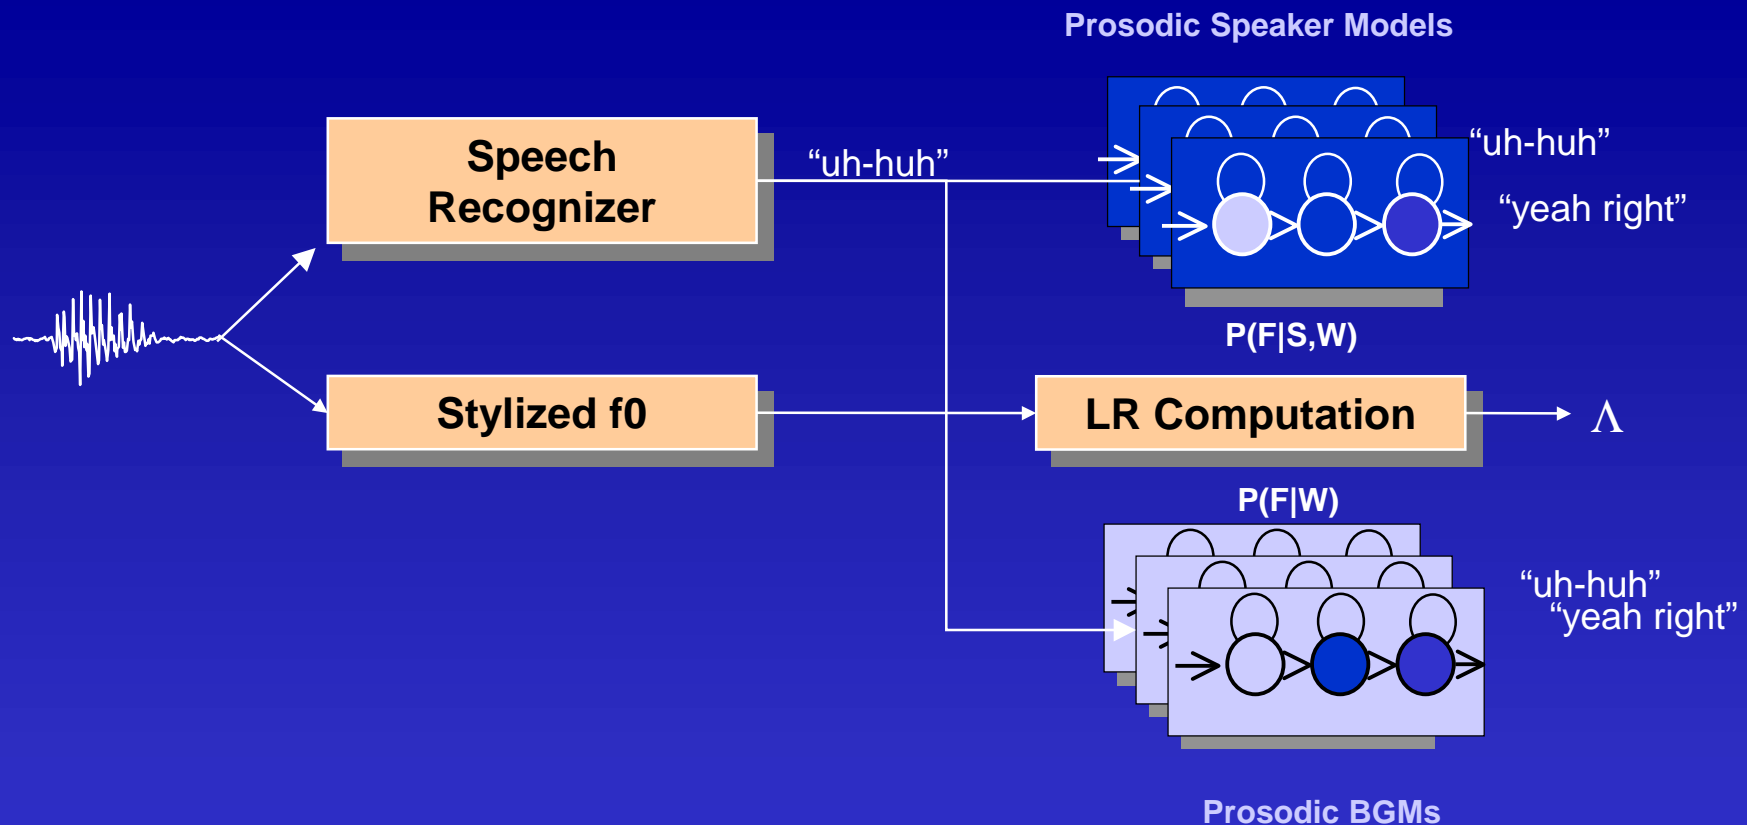 Prosodic Speaker Models
Speech
Recognizer
“uh-huh”
“uh-huh”
“yeah right”
P(F|S,W)
Stylized f0
LR Computation
Λ
P(F|W)
“uh-huh”
“yeah right”
Prosodic BGMs